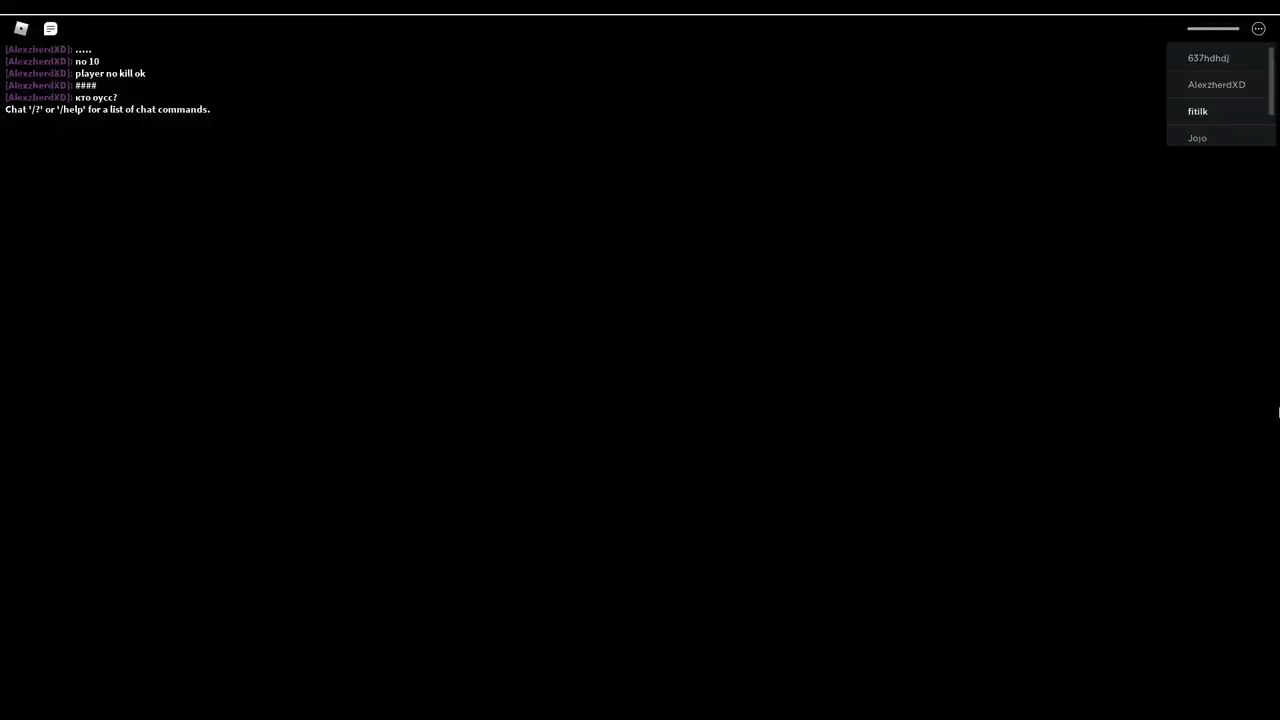 [AlexzherdXD]: .....
[AlexzherdXD]: no 10
[AlexzherdXD]: player no kill ok
[AlexzherdXD]: ####
[AlexzherdXD]: кто оусс?
Chat '/?' or '/help' for a list of chat commands.
637hdhdj
AlexzherdXD
fitilk
Jojo